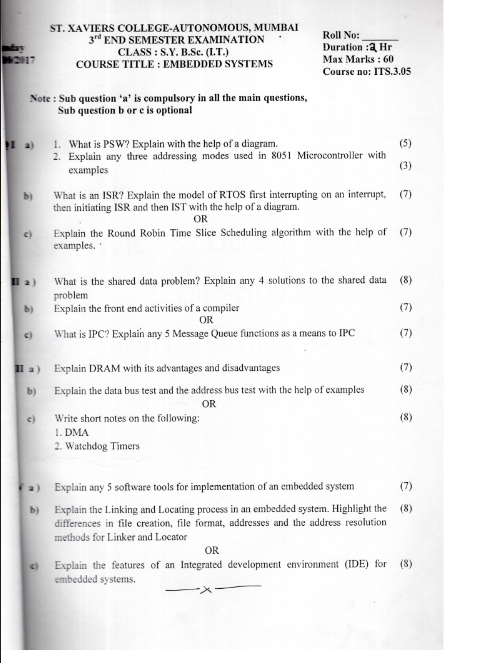 ST. XAVIERS COLLEGE-AUTONOMOUS, MUMBAI
3rd END SEMESTER EXAMINATION
CLASS : S.Y. B.Sc. (I.T.)
COURSE TITLE : EMBEDDED SYSTEMS
Roll No:
Duration :2 Hr
Max Marks : 60
Course no: ITS.3.05
/2017
Note : Sub question 'a' is compulsory in all the main questions,
Sub question b or c is optional
I a) 1. What is PSW? Explain with the help of a diagram. (5)
2. Explain any three addressing modes used in 8051 Microcontroller with
examples (3)
b) What is an ISR? Explain the model of RTOS first interrupting on an interrupt, (7)
then initiating ISR and then IST with the help of a diagram.
OR
c) Explain the Round Robin Time Slice Scheduling algorithm with the help of (7)
examples.
II a ) What is the shared data problem? Explain any 4 solutions to the shared data (8)
problem
b) Explain the front end activities of a compiler (7)
OR
c) What is IPC? Explain any 5 Message Queue functions as a means to IPC (7)
II a ) Explain DRAM with its advantages and disadvantages (7)
b) Explain the data bus test and the address bus test with the help of examples (8)
OR
c) Write short notes on the following: (8)
1. DMA
2. Watchdog Timers
a ) Explain any 5 software tools for implementation of an embedded system (7)
b) Explain the Linking and Locating process in an embedded system. Highlight the (8)
differences in file creation, file format, addresses and the address resolution
methods for Linker and Locator
OR
c) Explain the features of an Integrated development environment (IDE) for (8)
embedded systems.